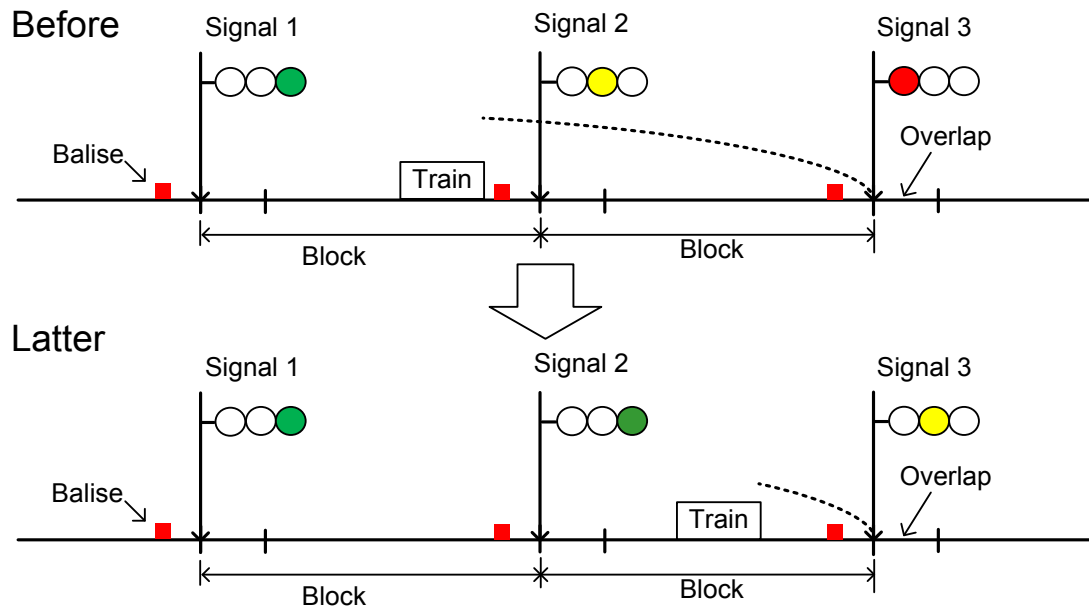 Before
Signal 1
Signal 2
Signal 3
Balise
Overlap
Train
Block
Block
Latter
Signal 1
Signal 2
Signal 3
Balise
Overlap
Train
Block
Block